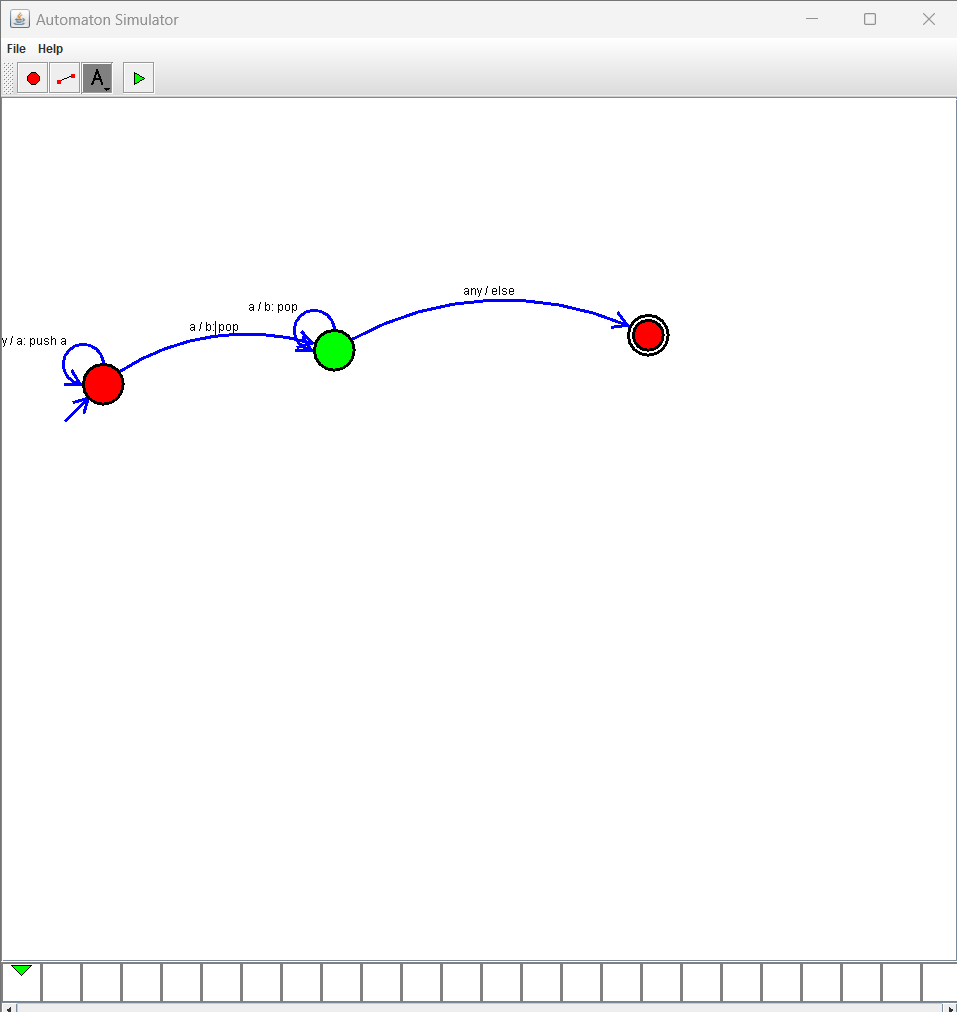 Automaton Simulator
File Help
A
any / else
a / b: pop
a / b: pop
y / a: push a